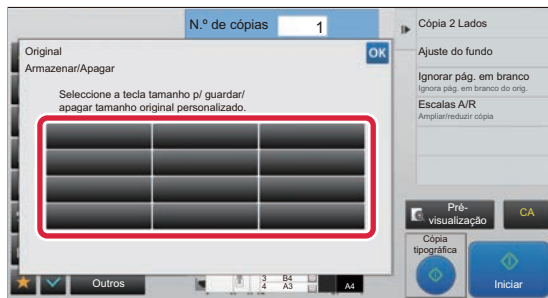 N.º de cópias
1
Original
OK
Armazenar/Apagar
Seleccione a tecla tamanho p/ guardar/
apagar tamanho original personalizado.
Cópia 2 Lados
Ajuste do fundo
Ignorar pág. em branco
Ignora pág. em branco do orig.
Escalas A/R
Ampliar/reduzir cópia
Pré-
visualização
CA
Cópia
tipográfica
Iniciar
Outros
3 B4
4 A3
A4